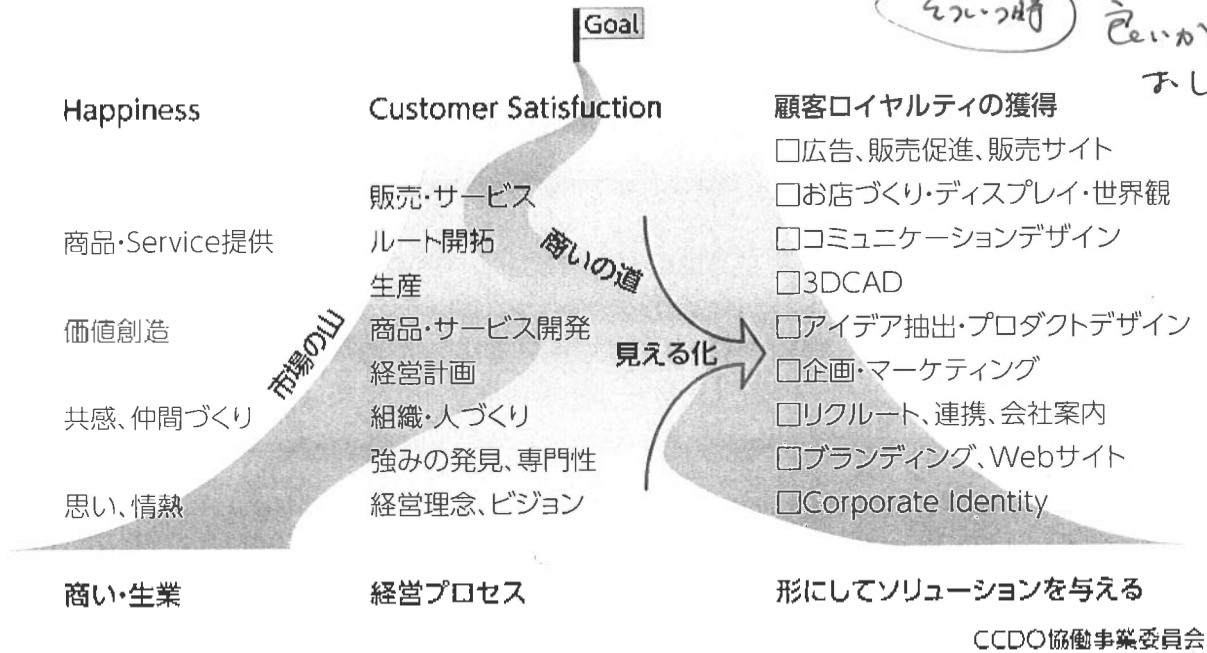 Goal
そういう時
良いか
おし
Happiness
Customer Satisfuction
顧客ロイヤルティの獲得
□広告、販売促進、販売サイト
販売・サービス
□お店づくり・ディスプレイ・世界観
商品・Service提供
ルート開拓
商いの道
□コミュニケーションデザイン
生産
□3DCAD
価値創造
市場の山
商品・サービス開発
見える化
□アイデア抽出・プロダクトデザイン
経営計画
□企画・マーケティング
共感、仲間づくり
組織・人づくり
□リクルート、連携、会社案内
強みの発見、専門性
□ブランディング、Webサイト
思い、情熱
経営理念、ビジョン
□Corporate Identity
商い・生業
経営プロセス
形にしてソリューションを与える
CCDO協働事業委員会